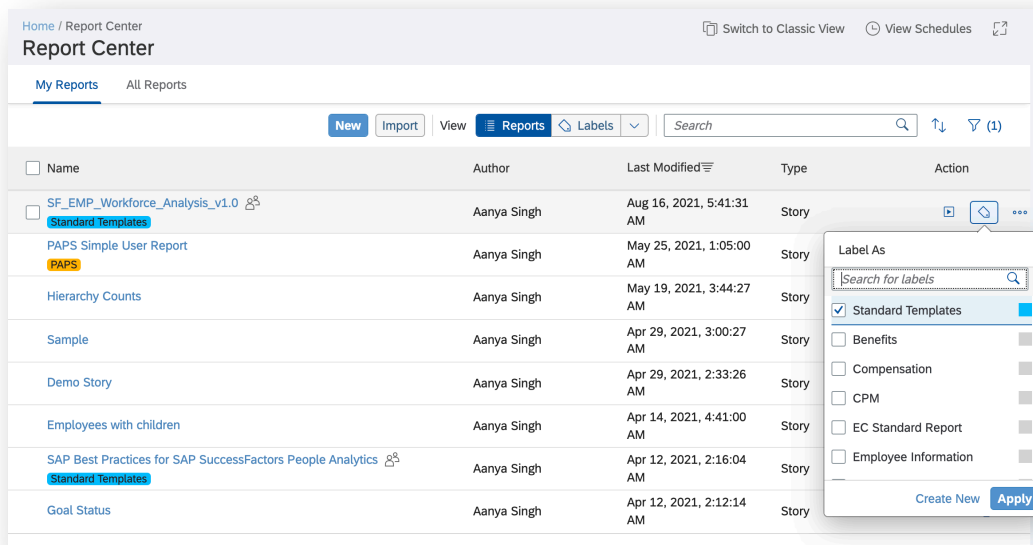 Home / Report Center
Switch to Classic View
View Schedules
Report Center
My Reports
All Reports
New
Import
View
Reports
Labels
Search
(1)
Name
Author
Last Modified
Type
Action
SF_EMP_Workforce_Analysis_v1.0
Standard Templates
Aanya Singh
Aug 16, 2021, 5:41:31
AM
Story
PAPS Simple User Report
PAPS
Aanya Singh
May 25, 2021, 1:05:00
AM
Story
Hierarchy Counts
Aanya Singh
May 19, 2021, 3:44:27
AM
Story
Sample
Aanya Singh
Apr 29, 2021, 3:00:27
AM
Story
Demo Story
Aanya Singh
Apr 29, 2021, 2:33:26
AM
Story
Employees with children
Aanya Singh
Apr 14, 2021, 4:41:00
AM
Story
SAP Best Practices for SAP SuccessFactors People Analytics
Standard Templates
Aanya Singh
Apr 12, 2021, 2:16:04
AM
Story
Goal Status
Aanya Singh
Apr 12, 2021, 2:12:14
AM
Story
Label As
Search for labels
Standard Templates
Benefits
Compensation
CPM
EC Standard Report
Employee Information
Create New
Apply